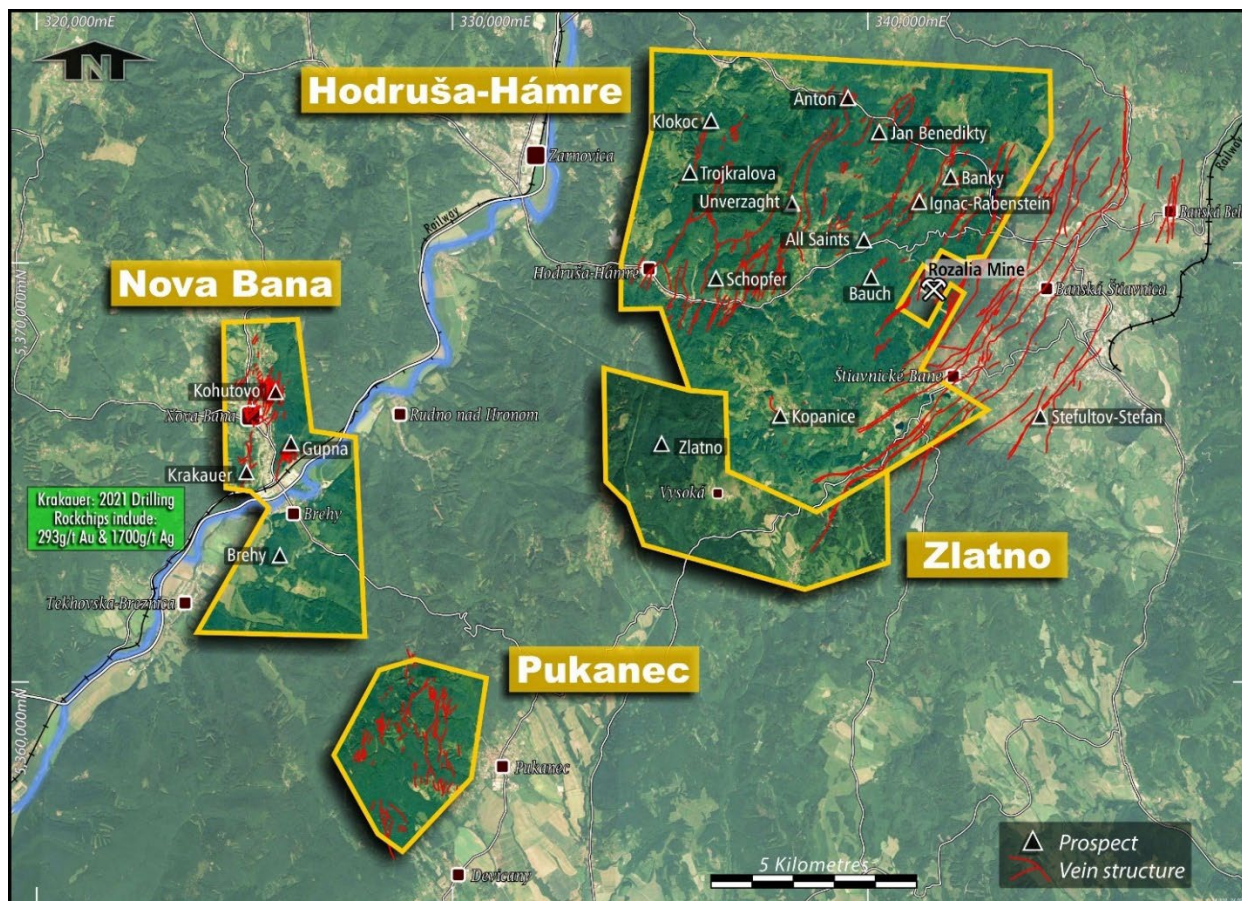 320,000mE
330,000mE
340,000mE
N
Hodruša-Hámre
Anton
Klokoc
Jan Benedikty
Zarnovica
Trojkralova
Banky
Railway
Railway
Unverzaght
Ignac-Rabenstein
Banská Bel
All Saints
Hodruša-Hámre
Schopfer
Bauch
Rozalia Mine
Banská Štiavnica
Nova Bana
5,370,000mN
Štiavnické Bane
Kohutovo
Nova Bana
Rudno nad Hronom
Kopanice
Stefultov-Stefan
Gupna
Zlatno
Krakauer
Vysoká
Krakauer: 2021 Drilling
Rockchips include:
293g/t Au & 1700g/t Ag
Brehy
Brehy
Zlatno
Tekhovska-Breznica
Pukanec
5,360,000mN
Pukanec
5 Kilometres
Devicany
Prospect
Vein structure